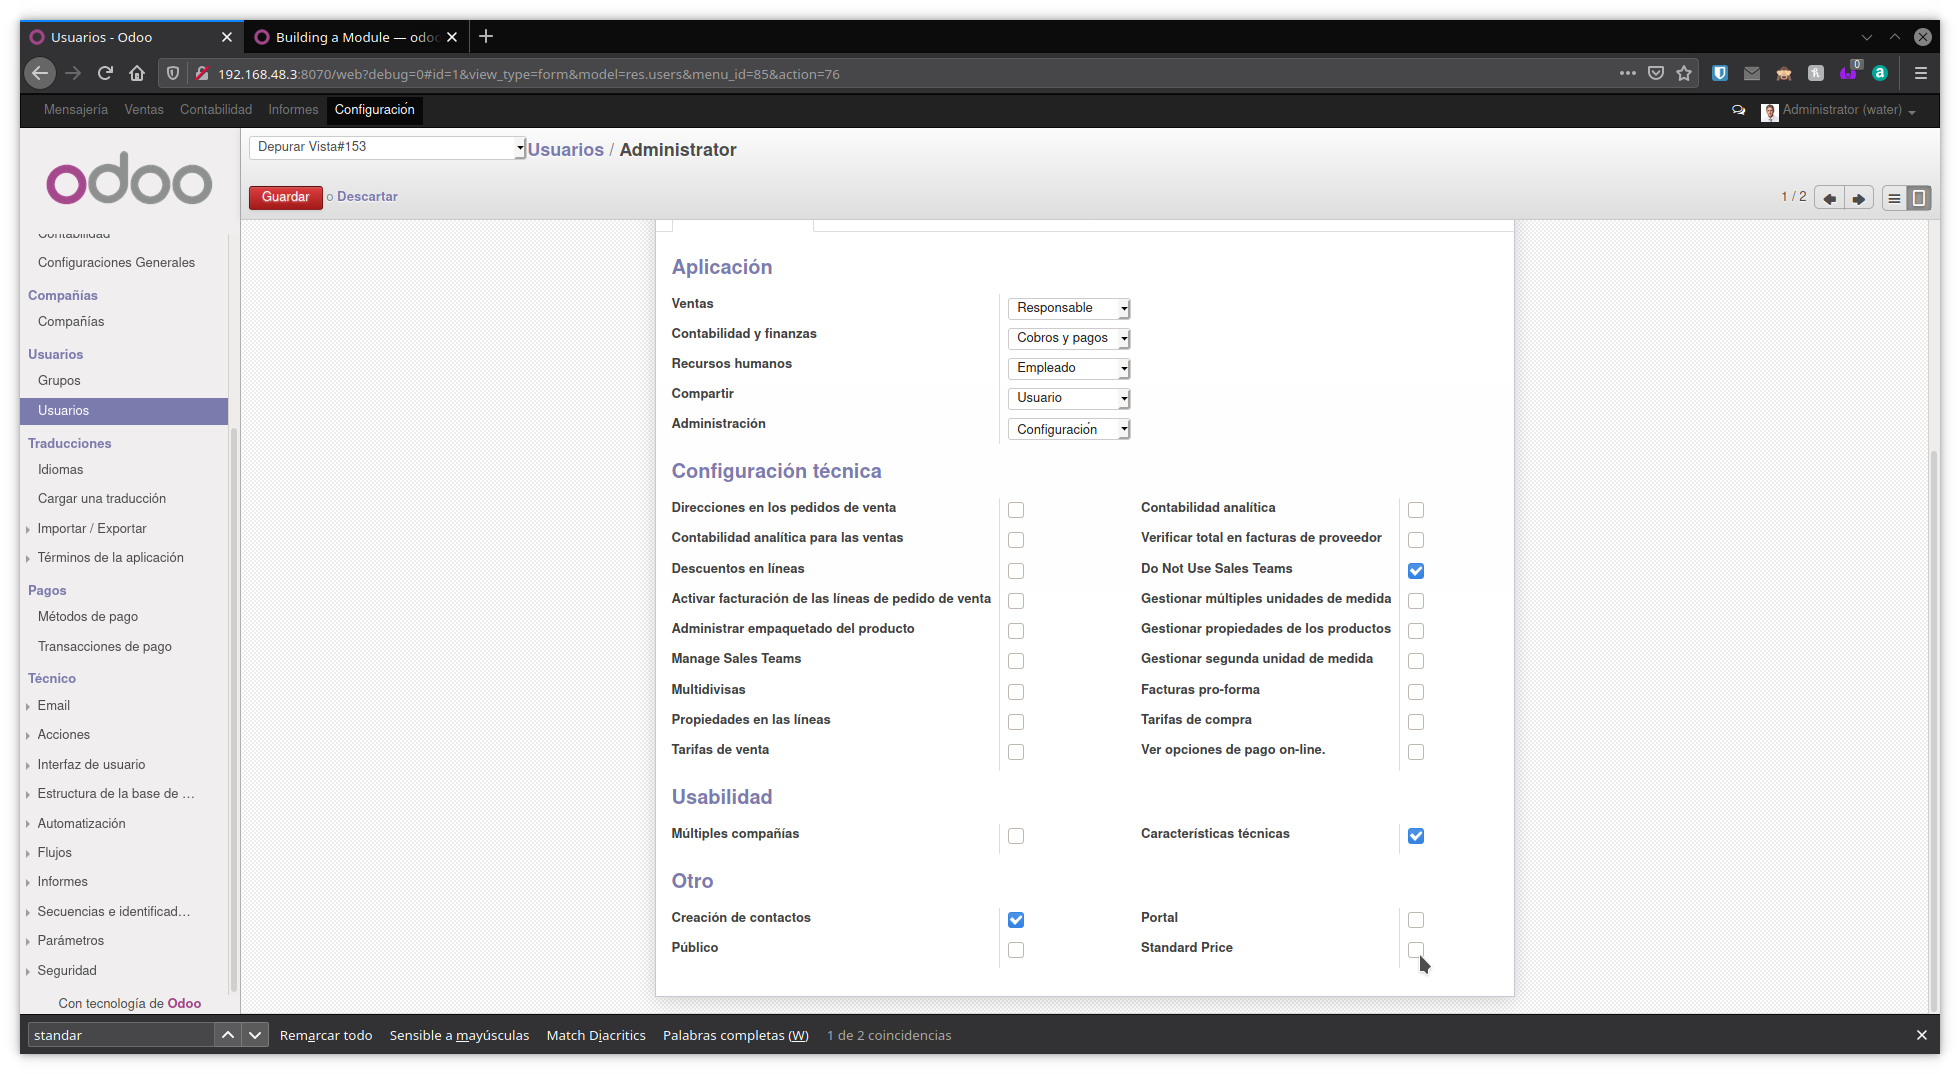 Usuarios - Odoo
Building a Module — odoo
192.168.48.3:8070/web?debug=0#id=1&view_type=form&model=res.users&menu_id=85&action=76
0
a
Mensajería Ventas Contabilidad Informes Configuración
Administrator (water)
odoo
Depurar Vista#153
Usuarios / Administrator
Guardar o Descartar
1 / 2
Contabilidad
Configuraciones Generales
Compañías
Compañías
Usuarios
Grupos
Usuarios
Traducciones
Idiomas
Cargar una traducción
Importar / Exportar
Términos de la aplicación
Pagos
Métodos de pago
Transacciones de pago
Técnico
Email
Acciones
Interfaz de usuario
Estructura de la base de ...
Automatización
Flujos
Informes
Secuencias e identificad...
Parámetros
Seguridad
Con tecnología de Odoo
Aplicación
Ventas Responsable
Contabilidad y finanzas Cobros y pagos
Recursos humanos Empleado
Compartir Usuario
Administración Configuración
Configuración técnica
Direcciones en los pedidos de venta Contabilidad analítica
Contabilidad analítica para las ventas Verificar total en facturas de proveedor
Descuentos en líneas Do Not Use Sales Teams
Activar facturación de las líneas de pedido de venta Gestionar múltiples unidades de medida
Administrar empaquetado del producto Gestionar propiedades de los productos
Manage Sales Teams Gestionar segunda unidad de medida
Multidivisas Facturas pro-forma
Propiedades en las líneas Tarifas de compra
Tarifas de venta Ver opciones de pago on-line.
Usabilidad
Múltiples compañías Características técnicas
Otro
Creación de contactos Portal
Público Standard Price
standar Remarcar todo Sensible a mayúsculas Match Diacritics Palabras completas (W) 1 de 2 coincidencias